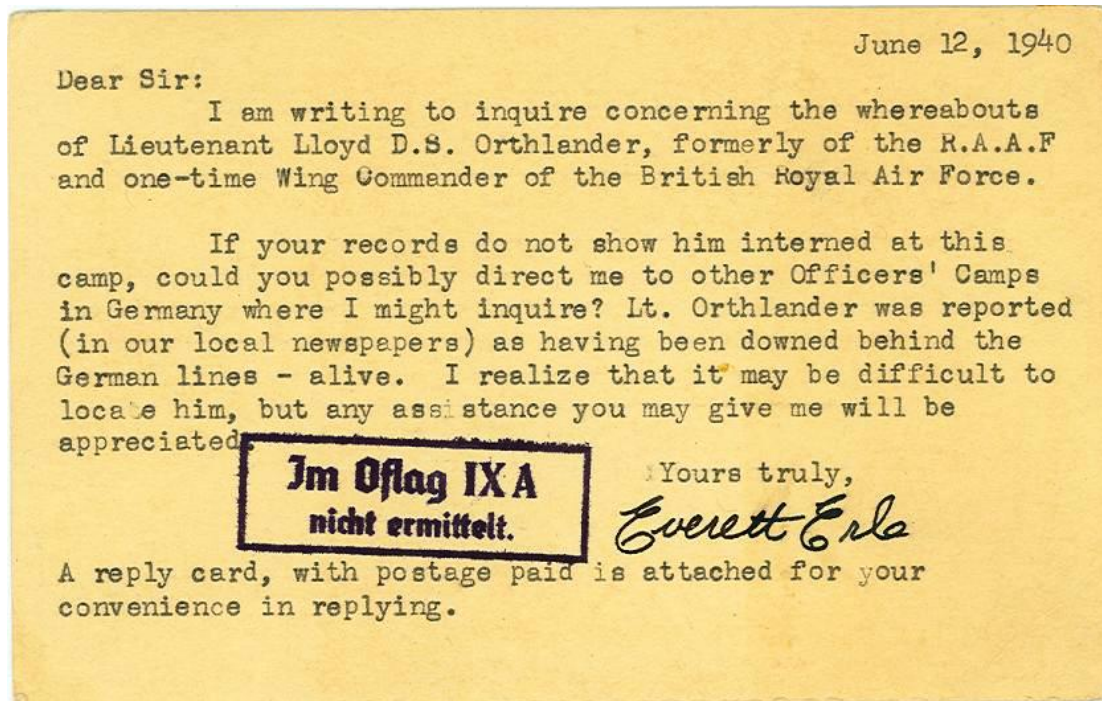 June 12, 1940
Dear Sir:
I am writing to inquire concerning the whereabouts
of Lieutenant Lloyd D.S. Orthlander, formerly of the R.A.A.F
and one-time Wing Commander of the British Royal Air Force.
If your records do not show him interned at this
camp, could you possibly direct me to other Officers' Camps
in Germany where I might inquire? Lt. Orthlander was reported
(in our local newspapers) as having been downed behind the
German lines - alive. I realize that it may be difficult to
locate him, but any assistance you may give me will be
appreciated.
Im Oflag IX A
nicht ermittelt.
Yours truly,
Everett Erle
A reply card, with postage paid is attached for your
convenience in replying.